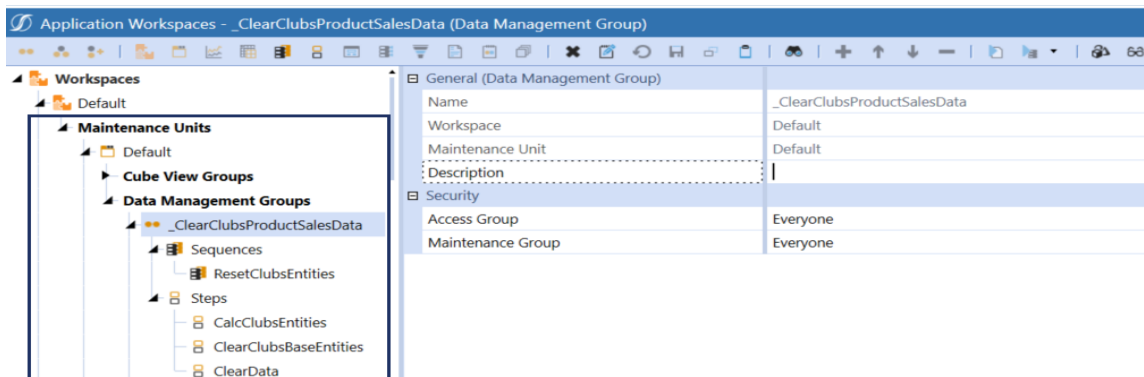 Application Workspaces - _ClearClubsProductSalesData (Data Management Group)
Workspaces
Default
Maintenance Units
Default
Cube View Groups
Data Management Groups
_ClearClubsProductSalesData
Sequences
ResetClubsEntities
Steps
CalcClubsEntities
ClearClubsBaseEntities
ClearData
General (Data Management Group)
Name _ClearClubsProductSalesData
Workspace Default
Maintenance Unit Default
Description
Security
Access Group Everyone
Maintenance Group Everyone